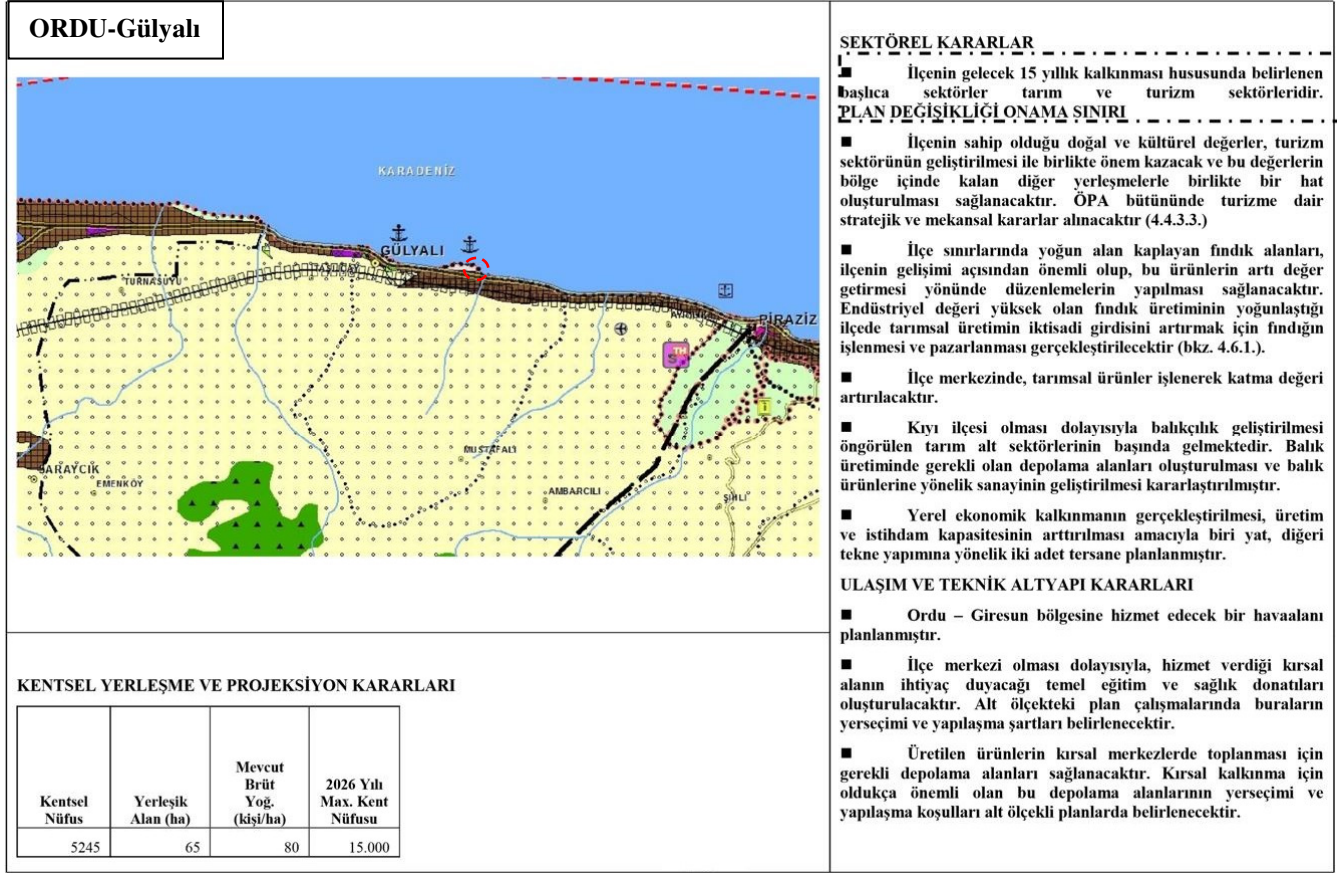 ORDU-Gülyalı
KARADENİZ
GÜLYALI
TURNASUYU
PİRAZİZ
TH
S
i
SARAYCIK
EMENKÖY
MUSTAFALI
AMBARCILI
ŞIHLI
KENTSEL YERLEŞME VE PROJEKSİYON KARARLARI
Kentsel Nüfus
Yerleşik Alan (ha)
Mevcut Brüt Yoğ. (kişi/ha)
2026 Yılı Max. Kent Nüfusu
5245 65 80 15.000
SEKTÖREL KARARLAR
■ İlçenin gelecek 15 yıllık kalkınması hususunda belirlenen
başlıca sektörler tarım ve turizm sektörleridir.
PLAN DEĞİŞİKLİĞİ ONAMA SINIRI
■ İlçenin sahip olduğu doğal ve kültürel değerler, turizm
sektörünün geliştirilmesi ile birlikte önem kazacak ve bu değerlerin
bölge içinde kalan diğer yerleşmelerle birlikte bir hat
oluşturulması sağlanacaktır. ÖPA bütününde turizme dair
stratejik ve mekansal kararlar alınacaktır (4.4.3.3.)
■ İlçe sınırlarında yoğun alan kaplayan fındık alanları,
ilçenin gelişimi açısından önemli olup, bu ürünlerin artı değer
getirmesi yönünde düzenlemelerin yapılması sağlanacaktır.
Endüstriyel değeri yüksek olan fındık üretiminin yoğunlaştığı
ilçede tarımsal üretimin iktisadi girdisini artırmak için fındığın
işlenmesi ve pazarlanması gerçekleştirilecektir (bkz. 4.6.1.).
■ İlçe merkezinde, tarımsal ürünler işlenerek katma değeri
artırılacaktır.
■ Kıyı ilçesi olması dolayısıyla balıkçılık geliştirilmesi
öngörülen tarım alt sektörlerinin başında gelmektedir. Balık
üretiminde gerekli olan depolama alanları oluşturulması ve balık
ürünlerine yönelik sanayinin geliştirilmesi kararlaştırılmıştır.
■ Yerel ekonomik kalkınmanın gerçekleştirilmesi, üretim
ve istihdam kapasitesinin arttırılması amacıyla biri yat, diğeri
tekne yapımına yönelik iki adet tersane planlanmıştır.
ULAŞIM VE TEKNİK ALTYAPI KARARLARI
■ Ordu – Giresun bölgesine hizmet edecek bir havaalanı
planlanmıştır.
■ İlçe merkezi olması dolayısıyla, hizmet verdiği kırsal
alanın ihtiyaç duyacağı temel eğitim ve sağlık donatıları
oluşturulacaktır. Alt ölçekteki plan çalışmalarında buraların
yerseçimi ve yapılaşma şartları belirlenecektir.
■ Üretilen ürünlerin kırsal merkezlerde toplanması için
gerekli depolama alanları sağlanacaktır. Kırsal kalkınma için
oldukça önemli olan bu depolama alanlarının yerseçimi ve
yapılaşma koşulları alt ölçekli planlarda belirlenecektir.